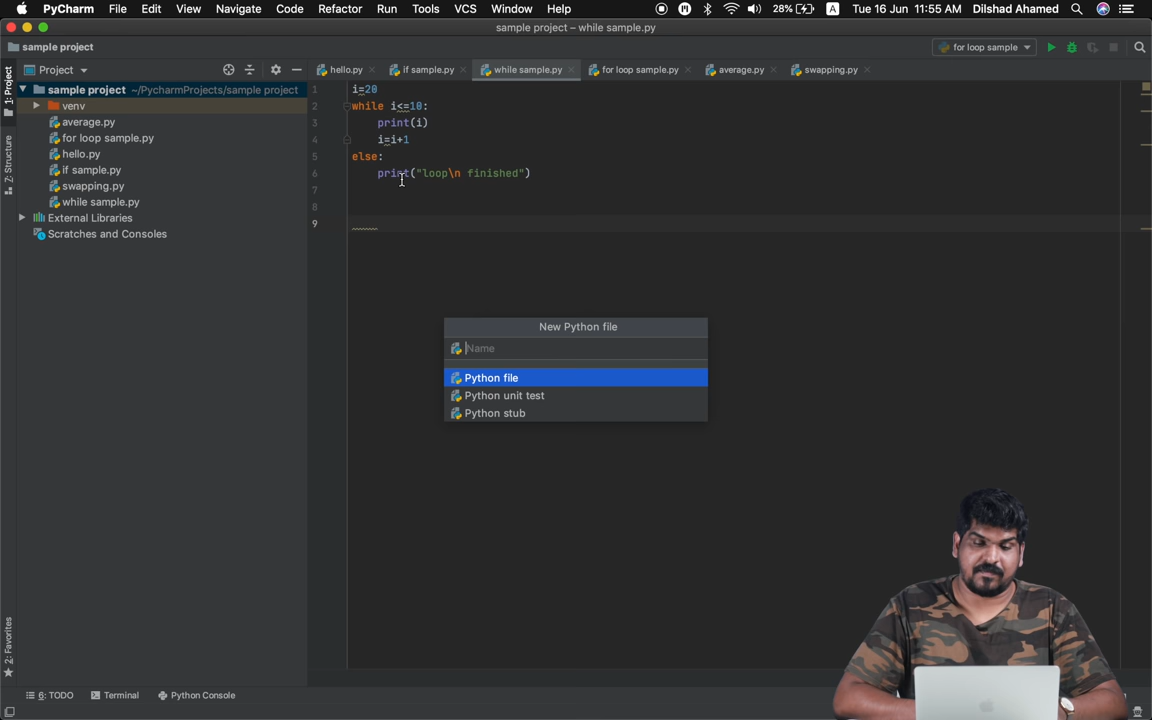 PyCharm File Edit View Navigate Code Refactor Run Tools VCS Window Help 28% A Tue 16 Jun 11:55 AM Dilshad Ahamed
sample project – while sample.py
sample project for loop sample
Project hello.py if sample.py while sample.py for loop sample.py average.py swapping.py
1: Project
sample project ~/PycharmProjects/sample project
venv
average.py
for loop sample.py
hello.py
if sample.py
swapping.py
while sample.py
External Libraries
Scratches and Consoles
Z: Structure
2: Favorites
1 i=20
2 while i<=10:
3 print(i)
4 i=i+1
5 else:
6 print("loop\n finished")
7
8
9
New Python file
Name
Python file
Python unit test
Python stub
6: TODO Terminal Python Console